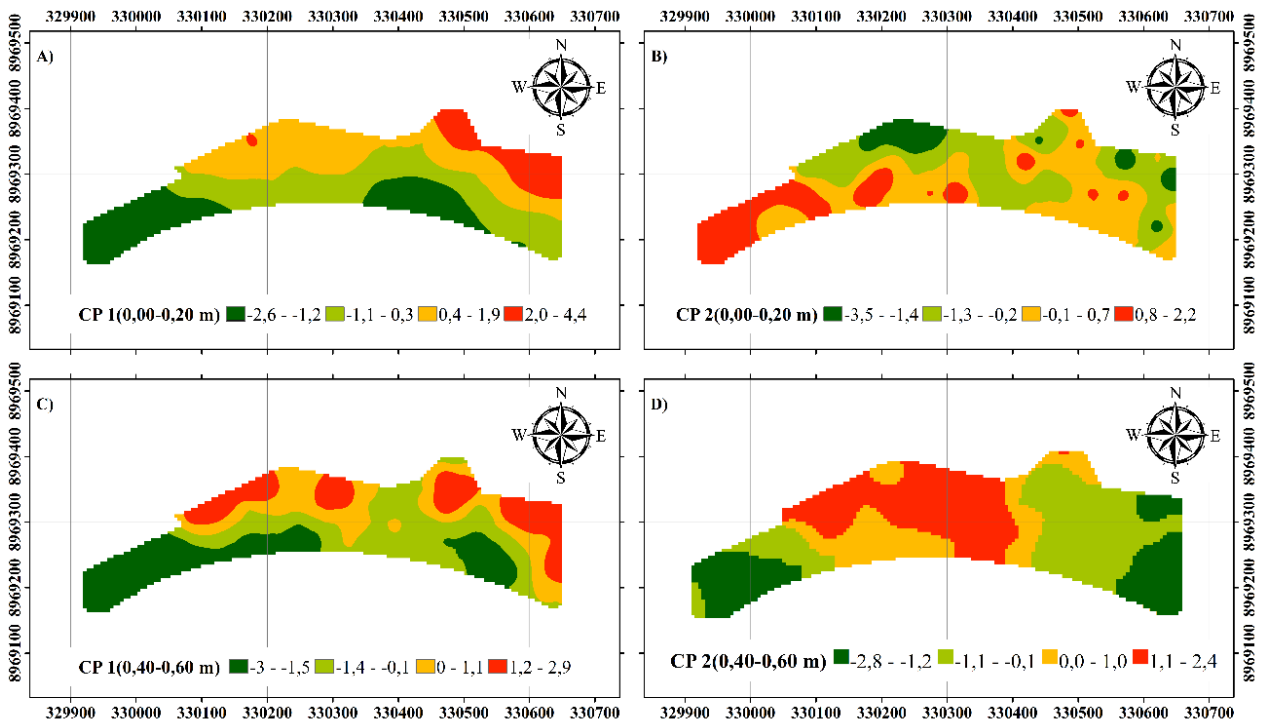 329900 330000 330100 330200 330300 330400 330500 330600 330700
329900 330000 330100 330200 330300 330400 330500 330600 330700
8969500
8969400
8969300
8969200
8969100
A)
N
W E
S
CP 1(0,00-0,20 m) -2,6 - -1,2 -1,1 - 0,3 0,4 - 1,9 2,0 - 4,4
B)
N
W E
S
CP 2(0,00-0,20 m) -3,5 - -1,4 -1,3 - -0,2 -0,1 - 0,7 0,8 - 2,2
8969500
8969400
8969300
8969200
8969100
8969500
8969400
8969300
8969200
8969100
C)
N
W E
S
CP 1(0,40-0,60 m) -3 - -1,5 -1,4 - -0,1 0 - 1,1 1,2 - 2,9
D)
N
W E
S
CP 2(0,40-0,60 m) -2,8 - -1,2 -1,1 - -0,1 0,0 - 1,0 1,1 - 2,4
8969500
8969400
8969300
8969200
8969100
329900 330000 330100 330200 330300 330400 330500 330600 330700
329900 330000 330100 330200 330300 330400 330500 330600 330700